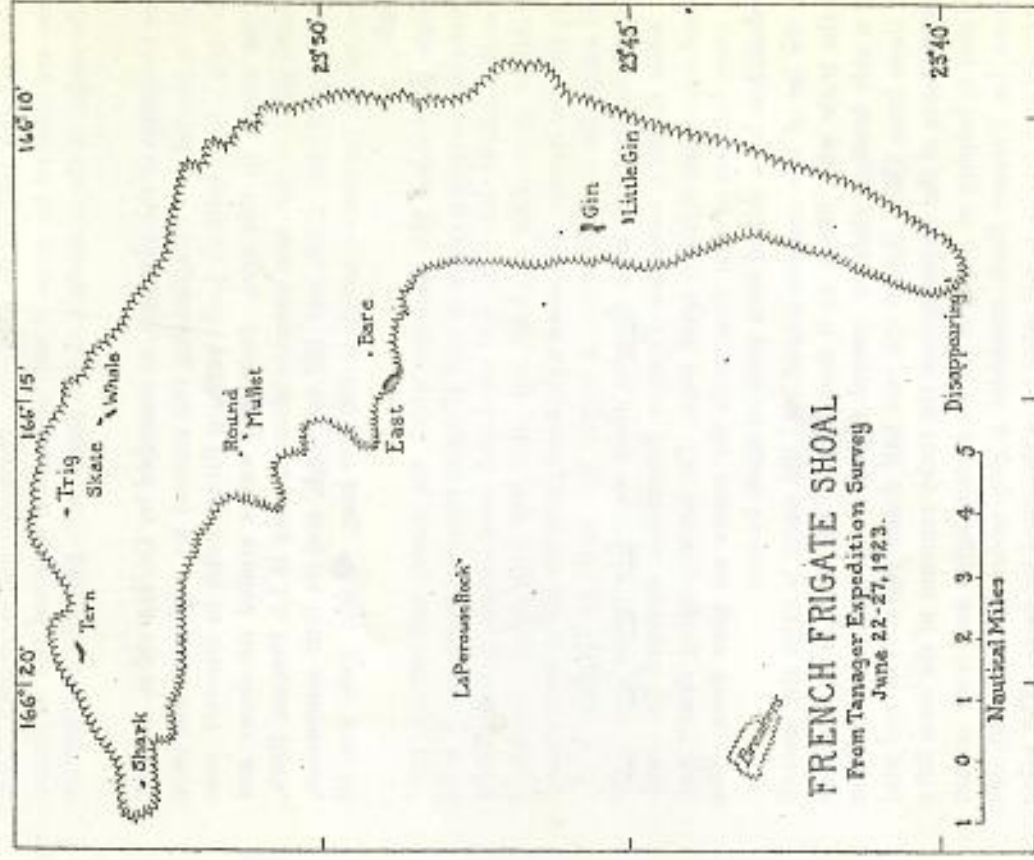 166°20'
166°15'
166°10'
Shark
Tern
Trig
Skate
Whale
Round
Mullet
23°50'
East
Bare
La Perouse Rock
Gin
Little Gin
23°45'
Breakers
FRENCH FRIGATE SHOAL
From Tanager Expedition Survey
June 22-27, 1923.
Disappearing
23°40'
1 0 1 2 3 4 5
Nautical Miles